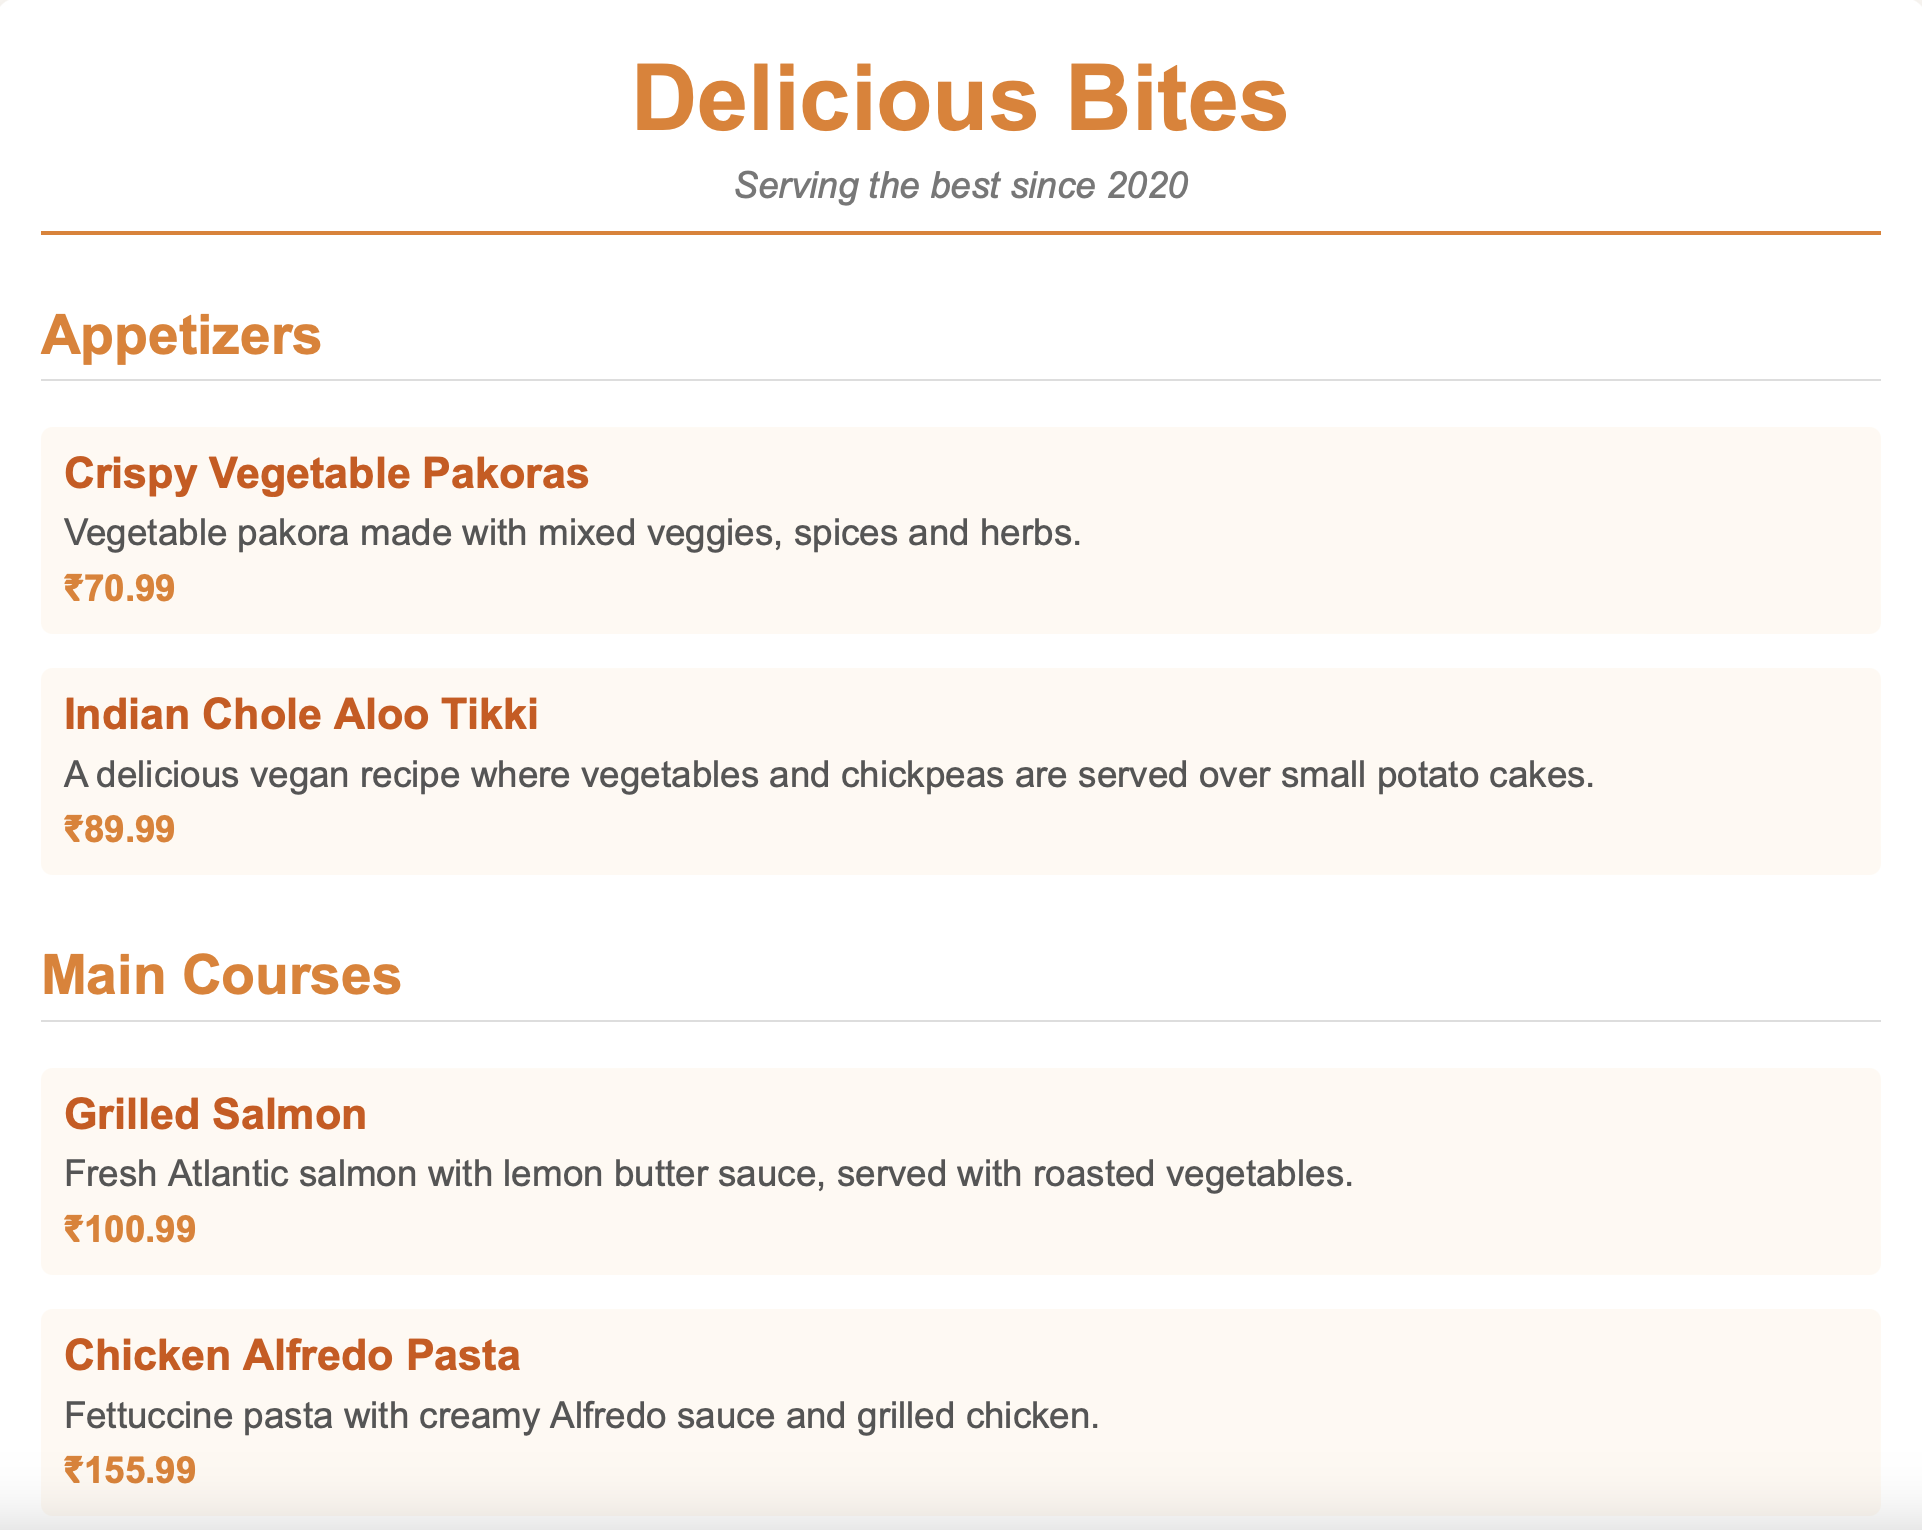 Delicious Bites
Serving the best since 2020
Appetizers
Crispy Vegetable Pakoras
Vegetable pakora made with mixed veggies, spices and herbs.
₹70.99
Indian Chole Aloo Tikki
A delicious vegan recipe where vegetables and chickpeas are served over small potato cakes.
₹89.99
Main Courses
Grilled Salmon
Fresh Atlantic salmon with lemon butter sauce, served with roasted vegetables.
₹100.99
Chicken Alfredo Pasta
Fettuccine pasta with creamy Alfredo sauce and grilled chicken.
₹155.99